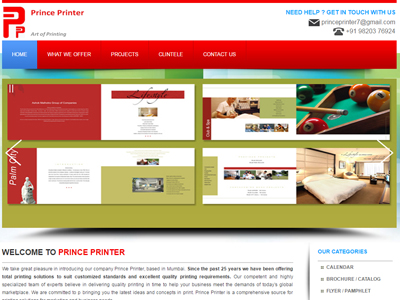 Prince Printer
Art of Printing
NEED HELP ? GET IN TOUCH WITH US
princeprinter7@gmail.com
+91 98203 76924
HOME
WHAT WE OFFER
PROJECTS
CLINTELE
CONTACT US
Lifestyle
Palm City
Club & Spa
WELCOME TO PRINCE PRINTER
We take great pleasure in introducing our company Prince Printer, based in Mumbai. Since the past 25 years we have been offering
total printing solutions to suit customized standards and excellent quality printing requirements. Our competent and highly
specialized team of experts believe in delivering quality printing in time to help your business meet the demands of today's global
marketplace. We are committed to p bringing you the latest ideas and concepts in print. Prince Printer is a comprehensive source for
OUR CATEGORIES
CALENDAR
BROCHURE / CATALOG
FLYER / PAMPHLET